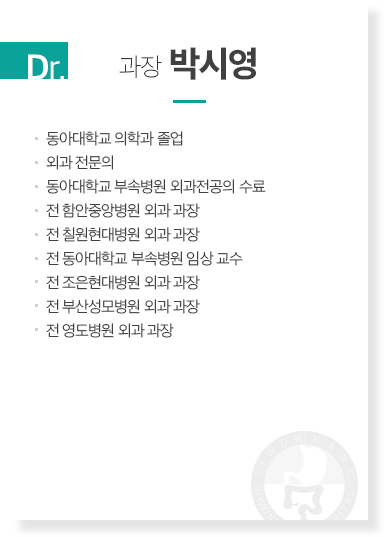 Dr.
과장 박시영
동아대학교 의학과 졸업
외과 전문의
동아대학교 부속병원 외과전공의 수료
전 함안중앙병원 외과 과장
전 칠원현대병원 외과 과장
전 동아대학교 부속병원 임상 교수
전 조은현대병원 외과 과장
전 부산성모병원 외과 과장
전 영도병원 외과 과장